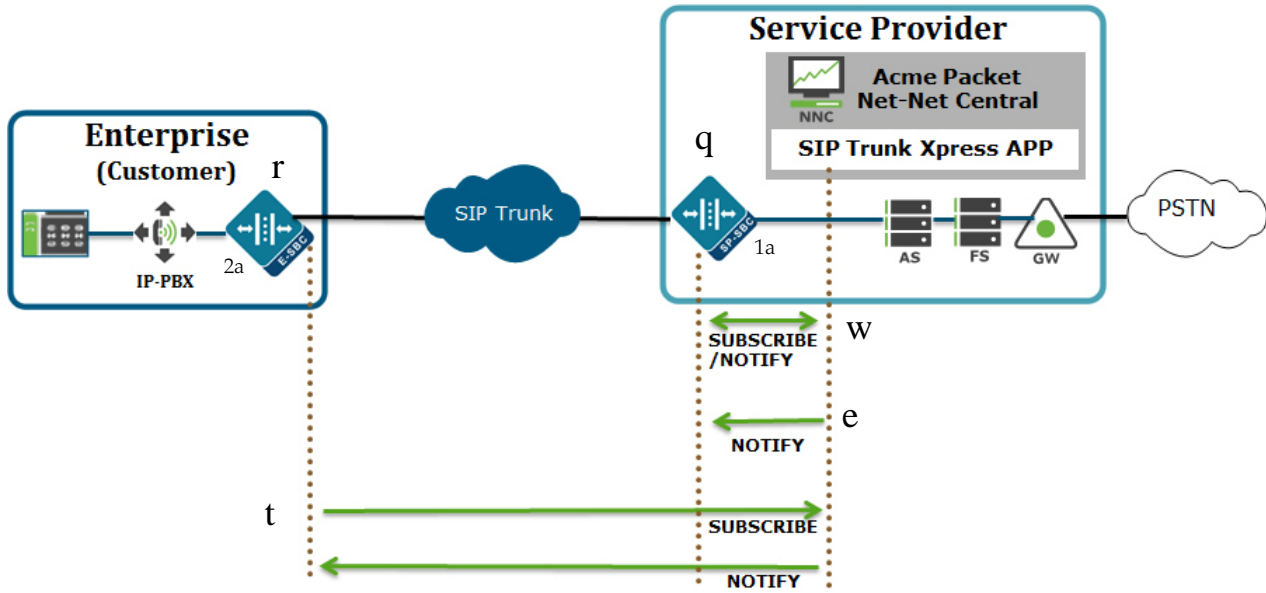 Service Provider
Acme Packet
Net-Net Central
NNC
SIP Trunk Xpress APP
Enterprise
(Customer)
r
q
SIP Trunk
PSTN
E-SBC
SP-SBC
2a
1a
IP-PBX
AS
FS
GW
w
SUBSCRIBE
/NOTIFY
e
NOTIFY
t
SUBSCRIBE
NOTIFY